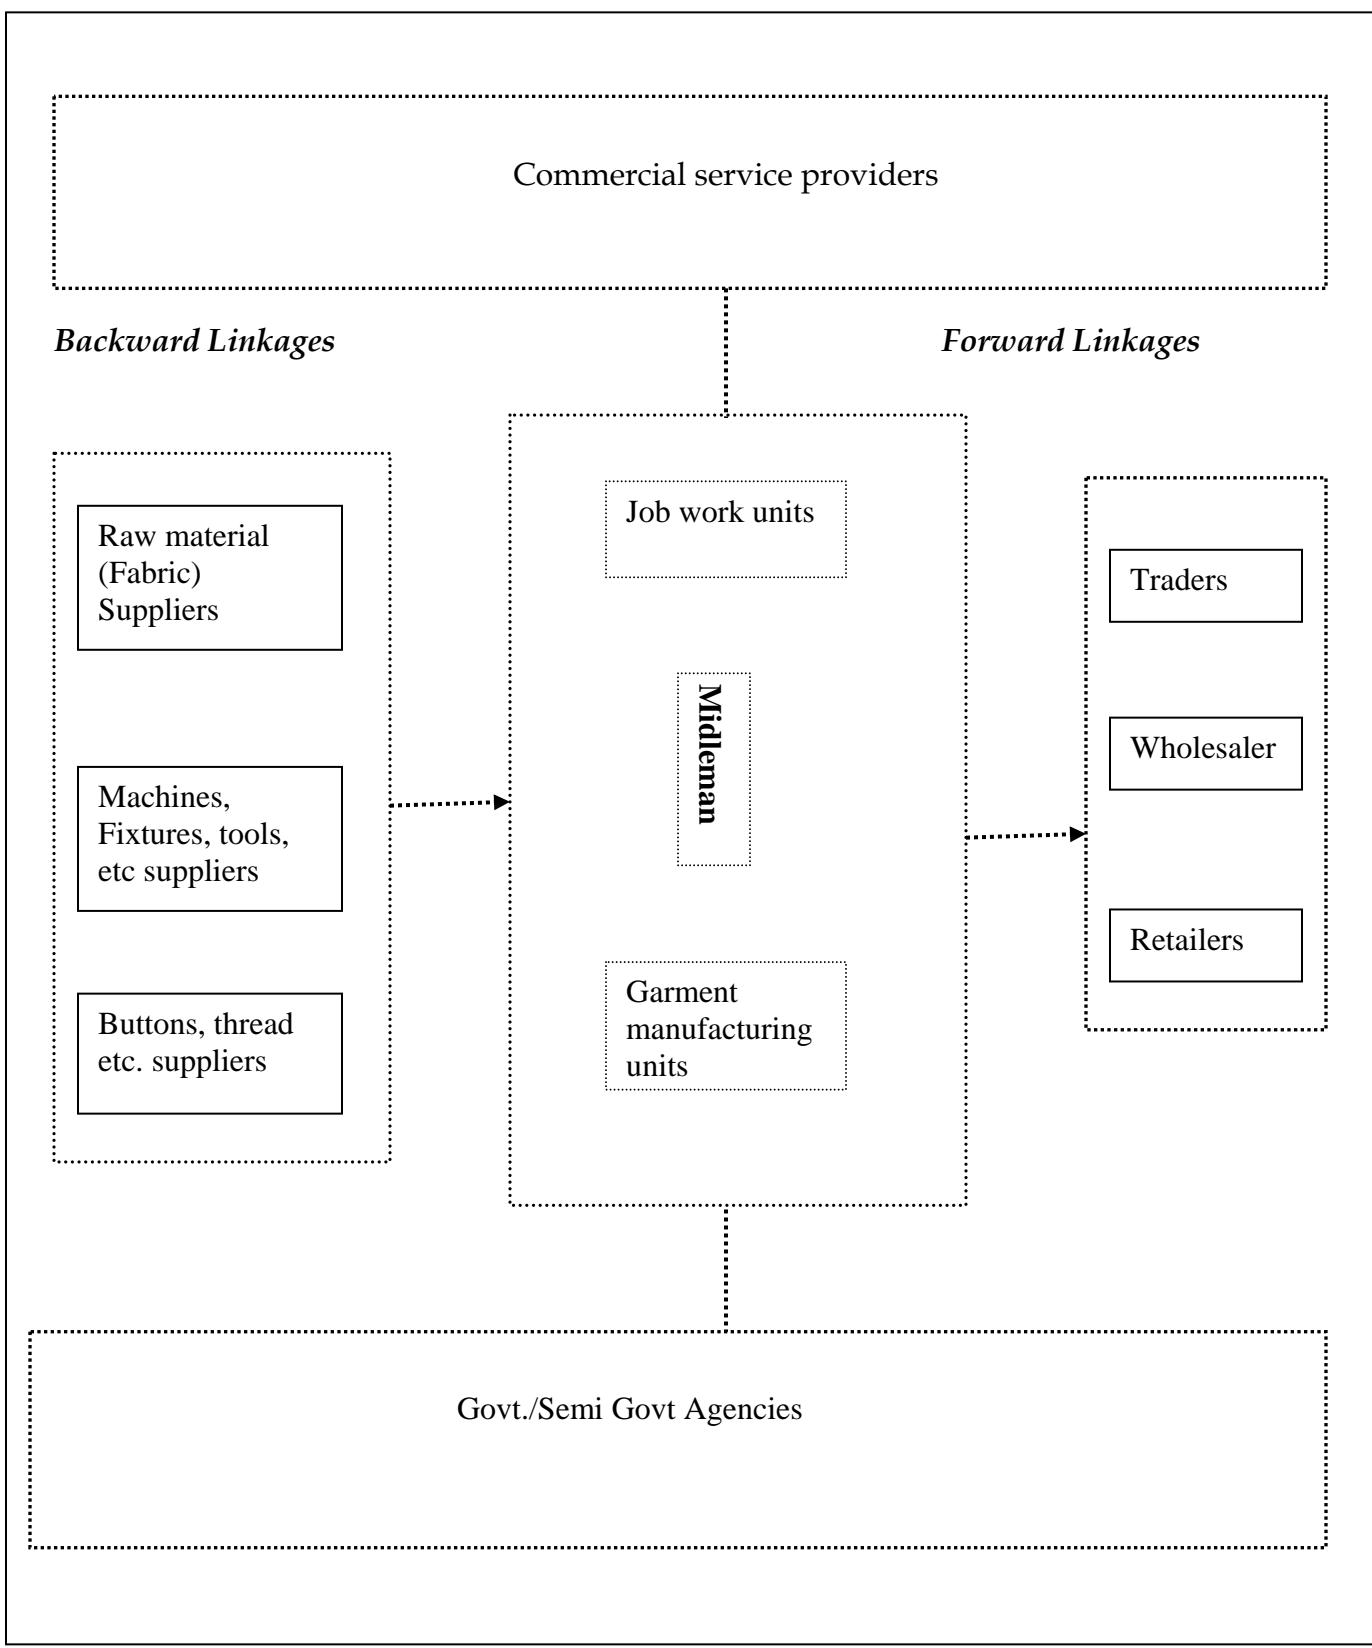 Commercial service providers
Backward Linkages
Forward Linkages
Raw material
(Fabric)
Suppliers
Machines,
Fixtures, tools,
etc suppliers
Buttons, thread
etc. suppliers
Job work units
Midleman
Garment
manufacturing
units
Traders
Wholesaler
Retailers
Govt./Semi Govt Agencies